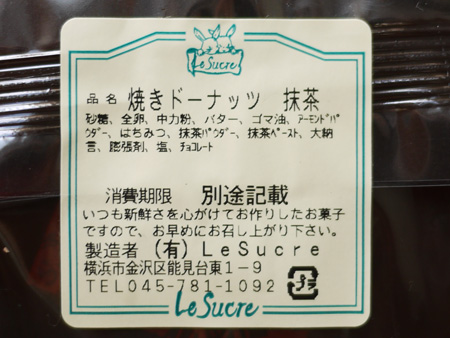 Le Sucre
品名 焼きドーナッツ 抹茶
砂糖、全卵、中力粉、バター、ゴマ油、アーモンドパ
ウダー、はちみつ、抹茶パウダー、抹茶ペースト、大納
言、膨張剤、塩、チョコレート
消費期限 別途記載
いつも新鮮さを心がけてお作りしたお菓子
ですので、お早めにお召し上がり下さい。
製造者 (有)LeSucre
横浜市金沢区能見台東1-9
TEL045-781-1092
プラ
Le Sucre